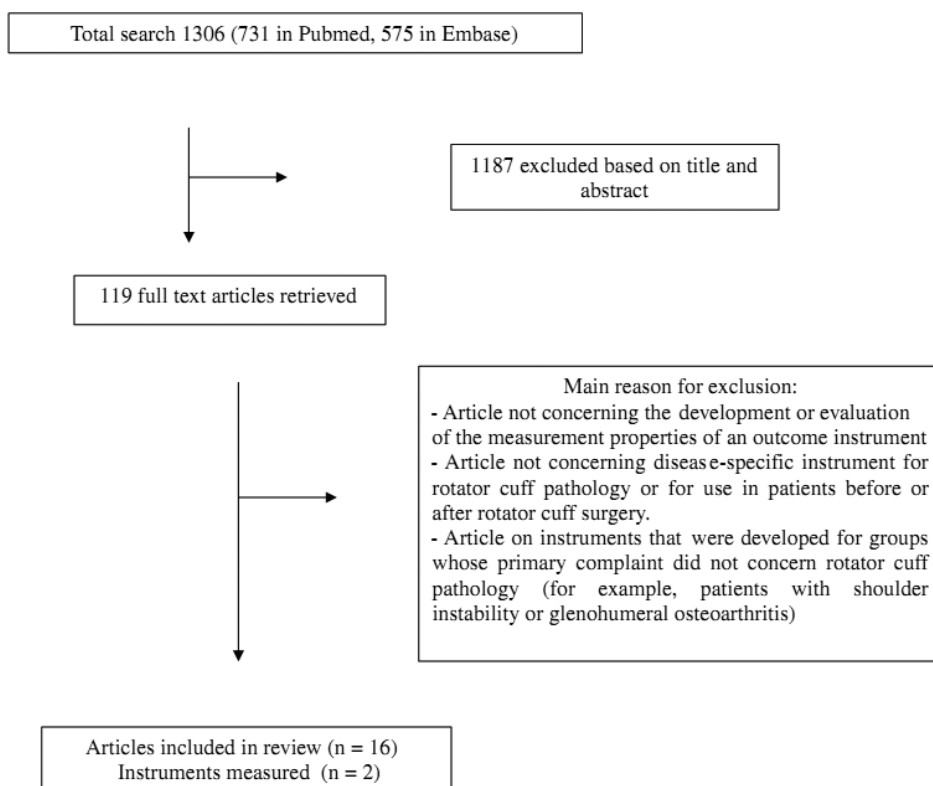 Total search 1306 (731 in Pubmed, 575 in Embase)
1187 excluded based on title and
abstract
119 full text articles retrieved
Main reason for exclusion:
- Article not concerning the development or evaluation
of the measurement properties of an outcome instrument
- Article not concerning disease-specific instrument for
rotator cuff pathology or for use in patients before or
after rotator cuff surgery.
- Article on instruments that were developed for groups
whose primary complaint did not concern rotator cuff
pathology (for example, patients with shoulder
instability or glenohumeral osteoarthritis)
Articles included in review (n = 16)
Instruments measured (n = 2)